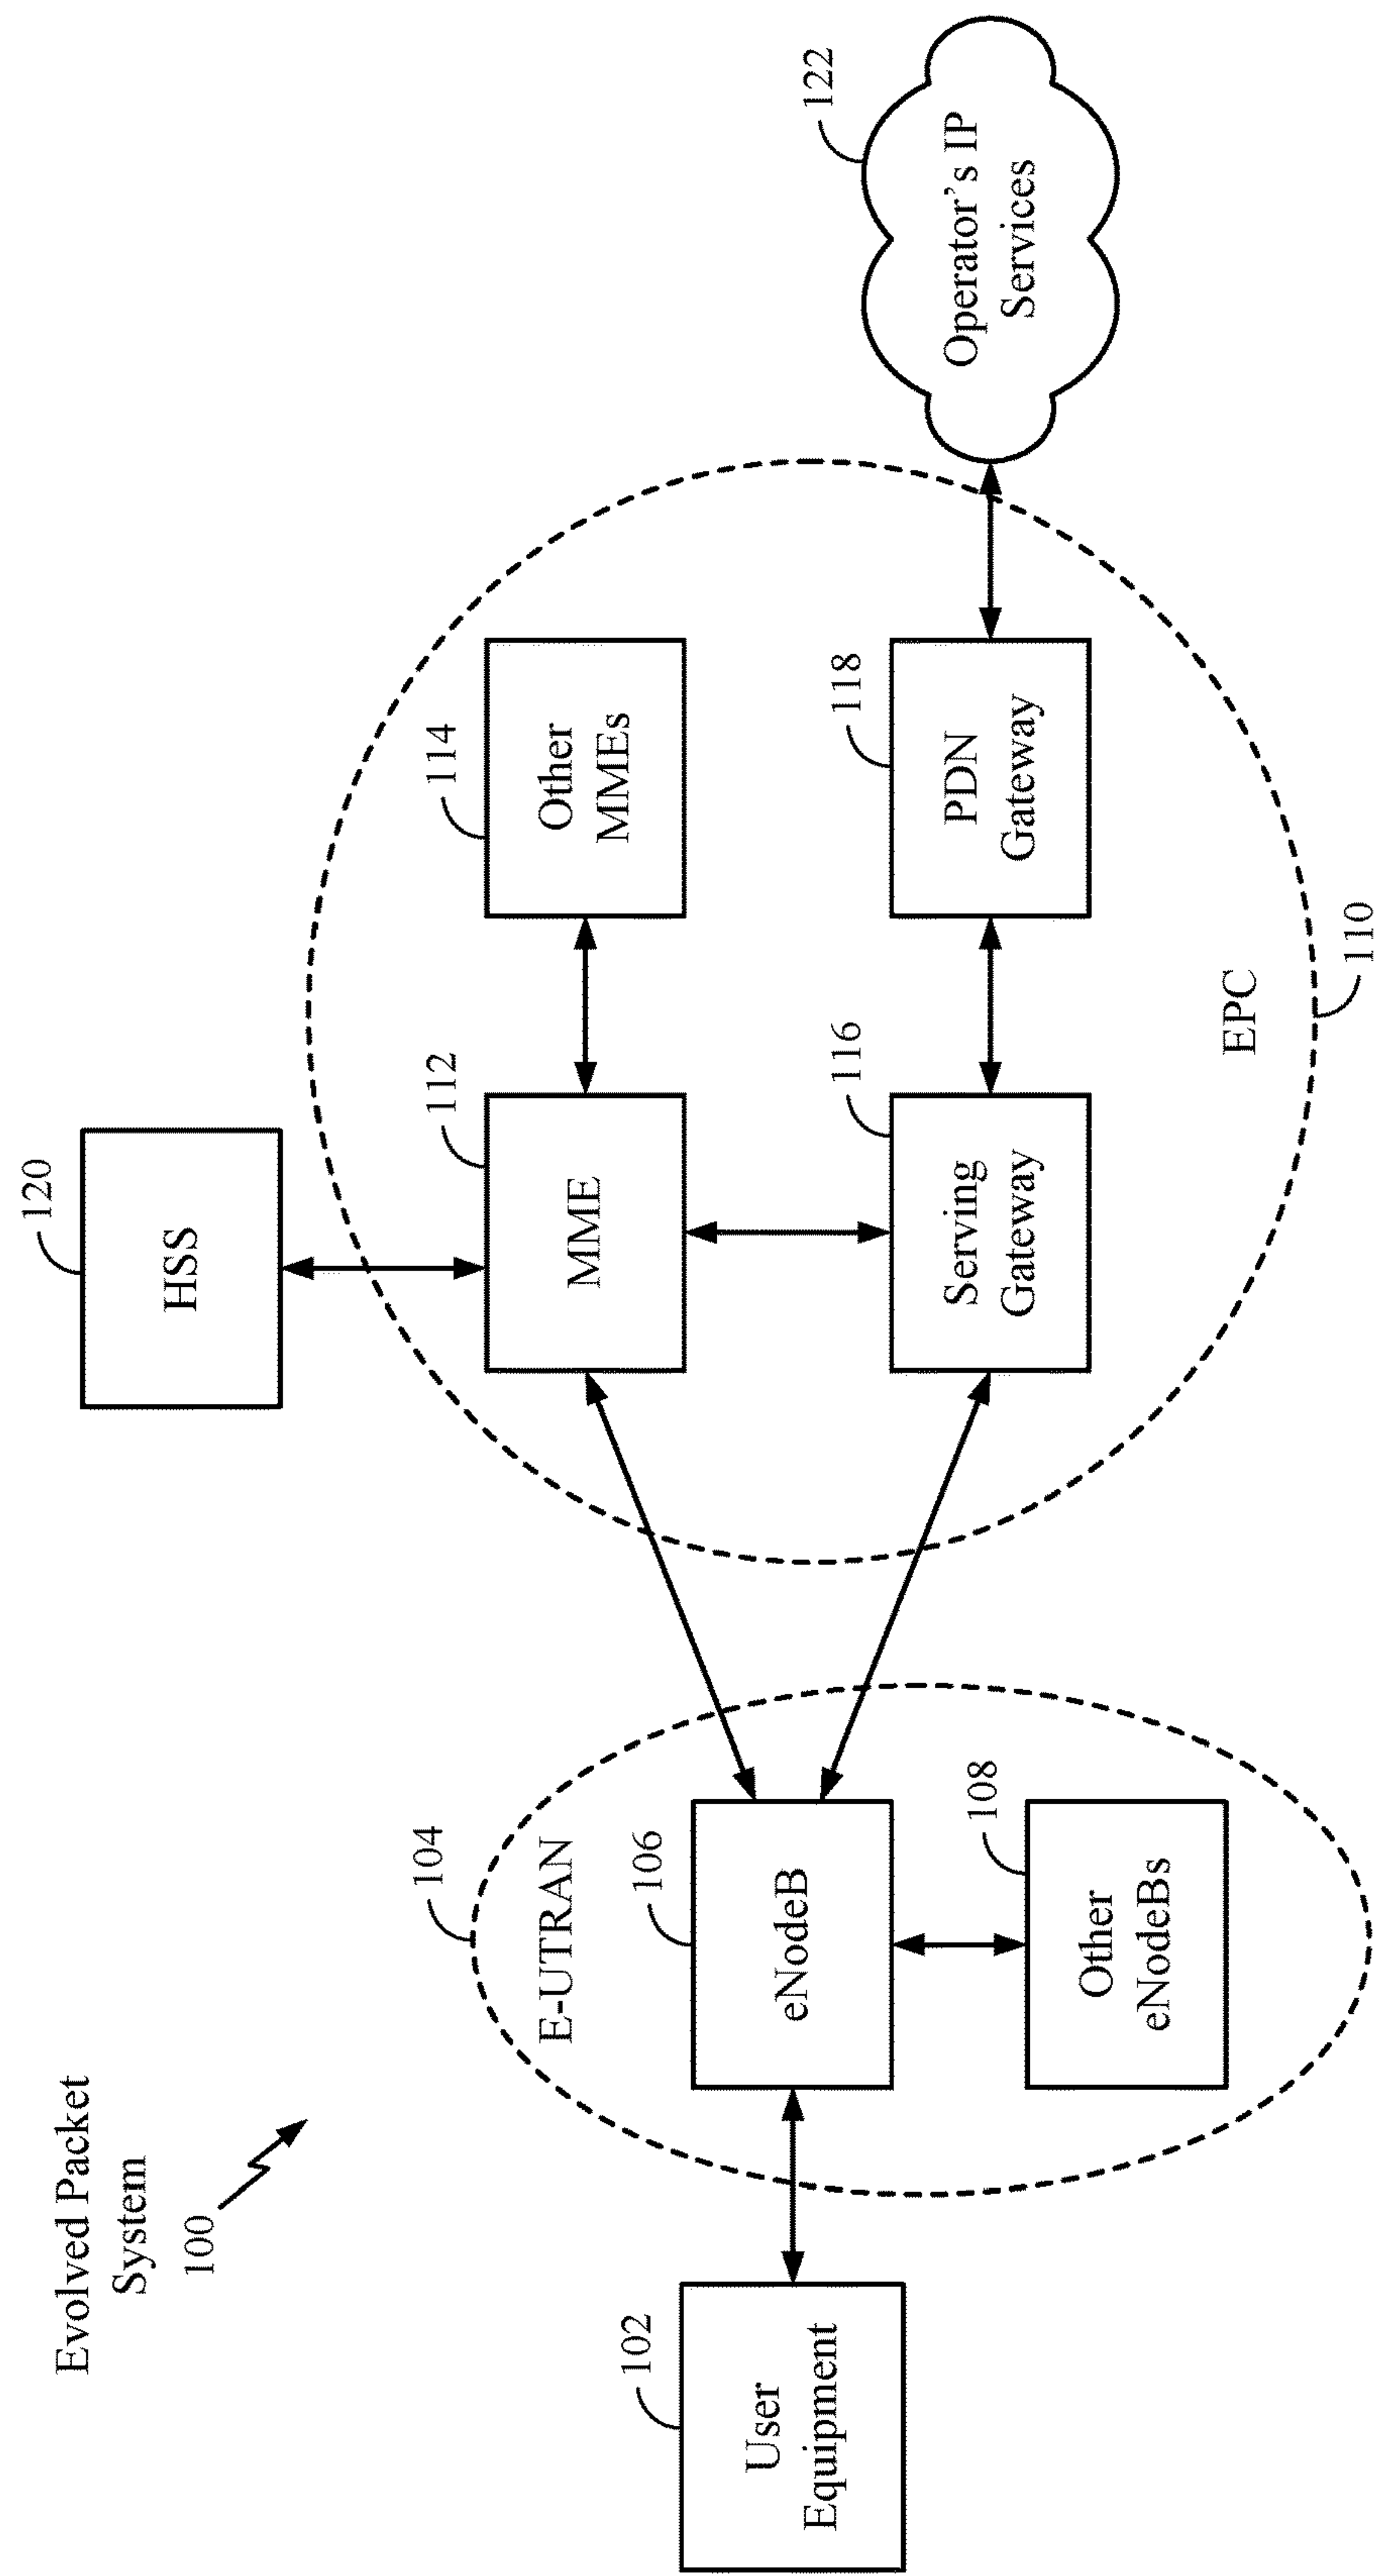 Evolved Packet
System
100
102
User
Equipment
104
E-UTRAN
106
eNodeB
108
Other
eNodeBs
120
HSS
112
MME
114
Other
MMEs
116
Serving
Gateway
118
PDN
Gateway
EPC
110
122
Operator's IP
Services